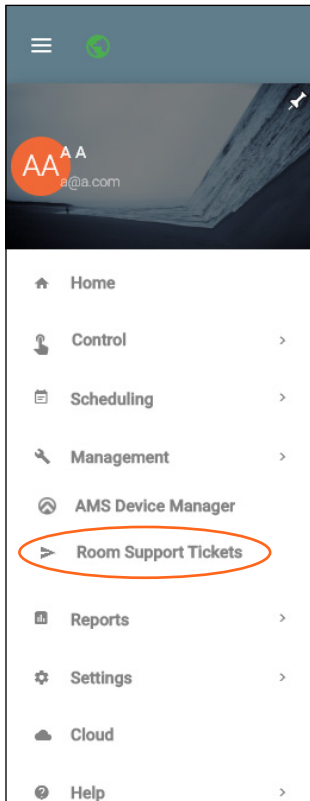 AA
A A
a@a.com
Home
Control
Scheduling
Management
AMS Device Manager
Room Support Tickets
Reports
Settings
Cloud
Help